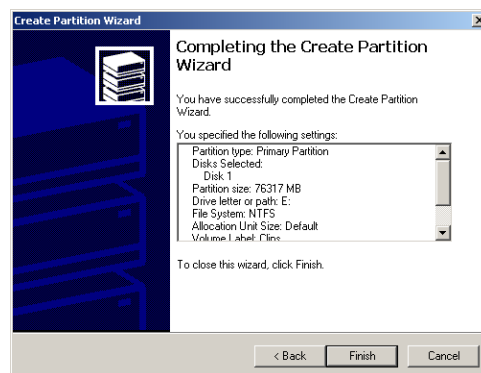 Create Partition Wizard
Completing the Create Partition
Wizard
You have successfully completed the Create Partition
Wizard.
You specified the following settings:
Partition type: Primary Partition
Disks Selected:
Disk 1
Partition size: 76317 MB
Drive letter or path: E:
File System: NTFS
Allocation Unit Size: Default
Volume Label: Clips
To close this wizard, click Finish.
< Back
Finish
Cancel